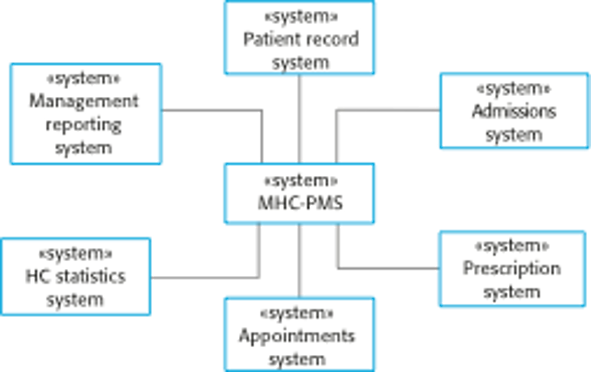 «system»
Patient record
system
«system»
Management
reporting
system
«system»
Admissions
system
«system»
MHC-PMS
«system»
HC statistics
system
«system»
Prescription
system
«system»
Appointments
system